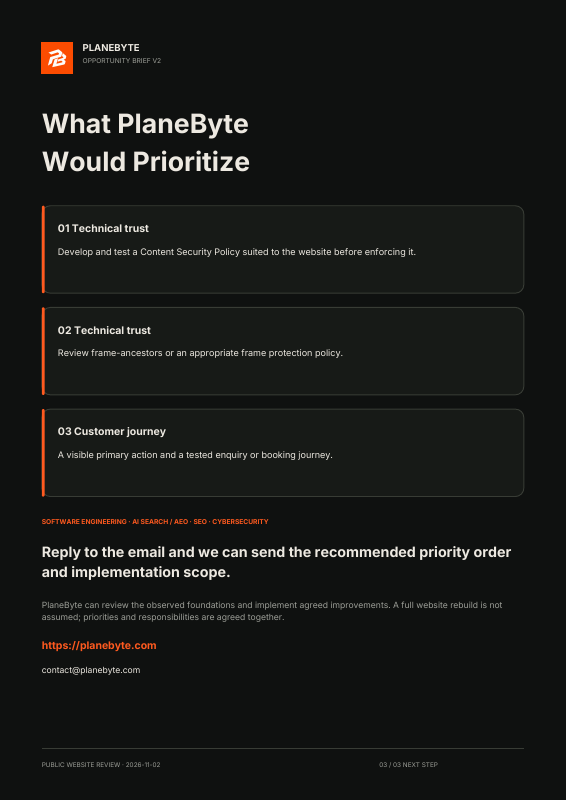 PLANEBYTE
OPPORTUNITY BRIEF V2
What PlaneByte
Would Prioritize
01 Technical trust
Develop and test a Content Security Policy suited to the website before enforcing it.
02 Technical trust
Review frame-ancestors or an appropriate frame protection policy.
03 Customer journey
A visible primary action and a tested enquiry or booking journey.
SOFTWARE ENGINEERING · AI SEARCH / AEO · SEO · CYBERSECURITY
Reply to the email and we can send the recommended priority order
and implementation scope.
PlaneByte can review the observed foundations and implement agreed improvements. A full website rebuild is not
assumed; priorities and responsibilities are agreed together.
https://planebyte.com
contact@planebyte.com
PUBLIC WEBSITE REVIEW · 2026-11-02
03 / 03 NEXT STEP